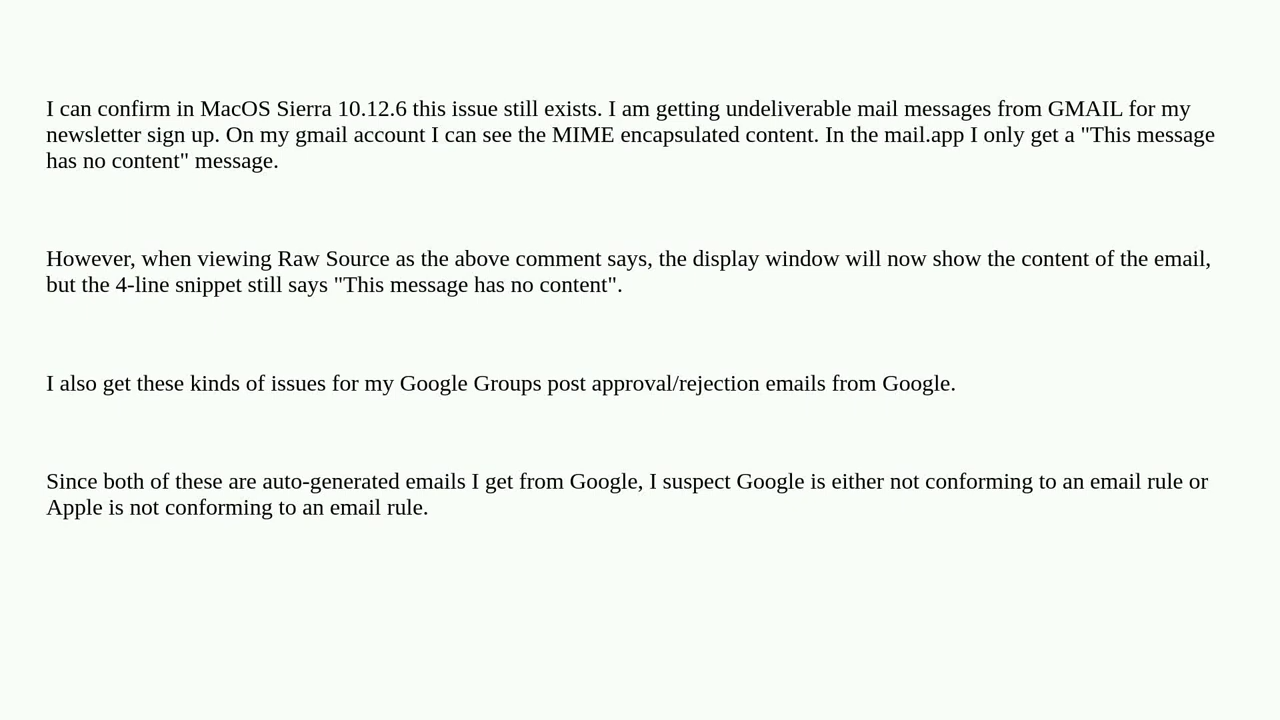 I can confirm in MacOS Sierra 10.12.6 this issue still exists. I am getting undeliverable mail messages from GMAIL for my
newsletter sign up. On my gmail account I can see the MIME encapsulated content. In the mail.app I only get a "This message
has no content" message.
However, when viewing Raw Source as the above comment says, the display window will now show the content of the email,
but the 4-line snippet still says "This message has no content".
I also get these kinds of issues for my Google Groups post approval/rejection emails from Google.
Since both of these are auto-generated emails I get from Google, I suspect Google is either not conforming to an email rule or
Apple is not conforming to an email rule.